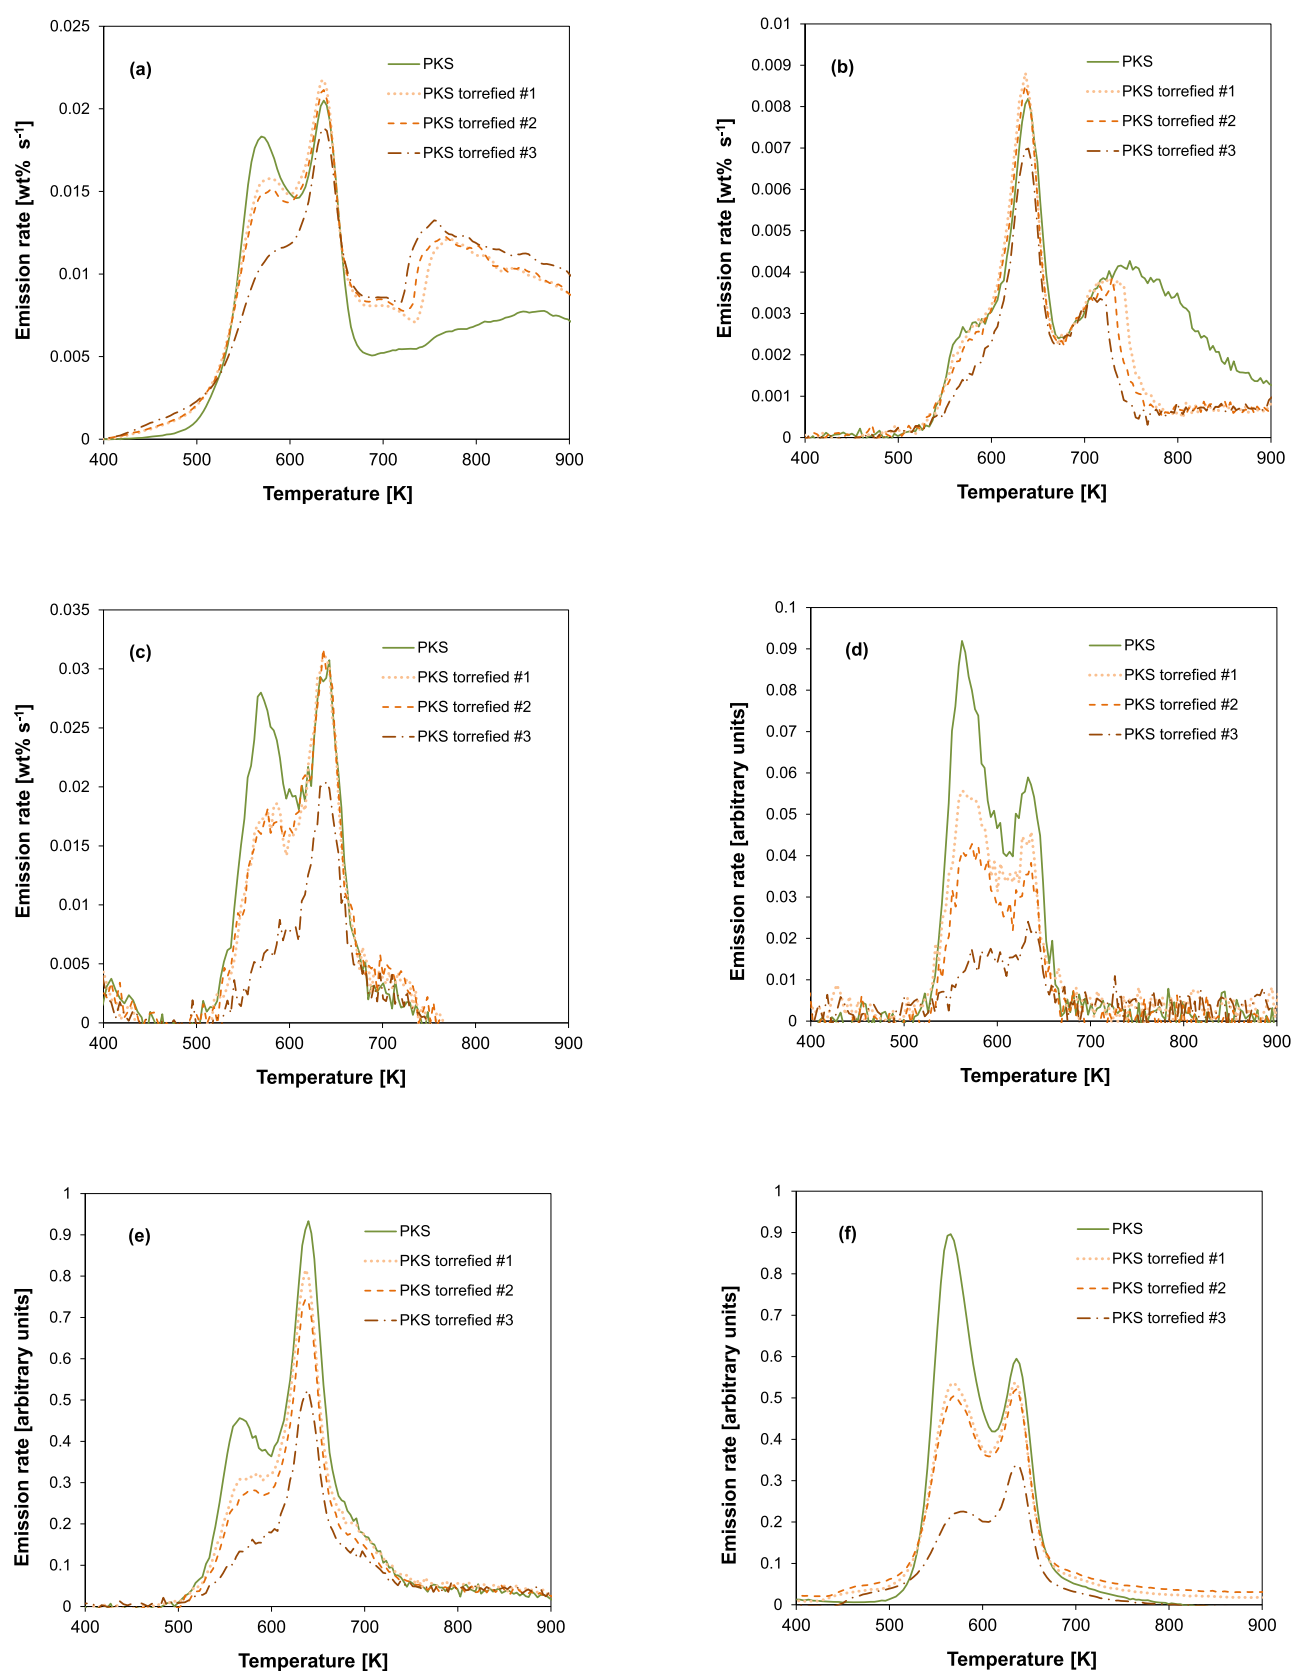 (a)
PKS
PKS torrefied #1
PKS torrefied #2
PKS torrefied #3
0.025
0.02
0.015
0.01
0.005
0
400 500 600 700 800 900
Emission rate [wt% s-1]
Temperature [K]
(b)
PKS
PKS torrefied #1
PKS torrefied #2
PKS torrefied #3
0.01
0.009
0.008
0.007
0.006
0.005
0.004
0.003
0.002
0.001
0
400 500 600 700 800 900
Emission rate [wt% s-1]
Temperature [K]
(c)
PKS
PKS torrefied #1
PKS torrefied #2
PKS torrefied #3
0.035
0.03
0.025
0.02
0.015
0.01
0.005
0
400 500 600 700 800 900
Emission rate [wt% s-1]
Temperature [K]
(d)
PKS
PKS torrefied #1
PKS torrefied #2
PKS torrefied #3
0.1
0.09
0.08
0.07
0.06
0.05
0.04
0.03
0.02
0.01
0
400 500 600 700 800 900
Emission rate [arbitrary units]
Temperature [K]
(e)
PKS
PKS torrefied #1
PKS torrefied #2
PKS torrefied #3
1
0.9
0.8
0.7
0.6
0.5
0.4
0.3
0.2
0.1
0
400 500 600 700 800 900
Emission rate [arbitrary units]
Temperature [K]
(f)
PKS
PKS torrefied #1
PKS torrefied #2
PKS torrefied #3
1
0.9
0.8
0.7
0.6
0.5
0.4
0.3
0.2
0.1
0
400 500 600 700 800 900
Emission rate [arbitrary units]
Temperature [K]